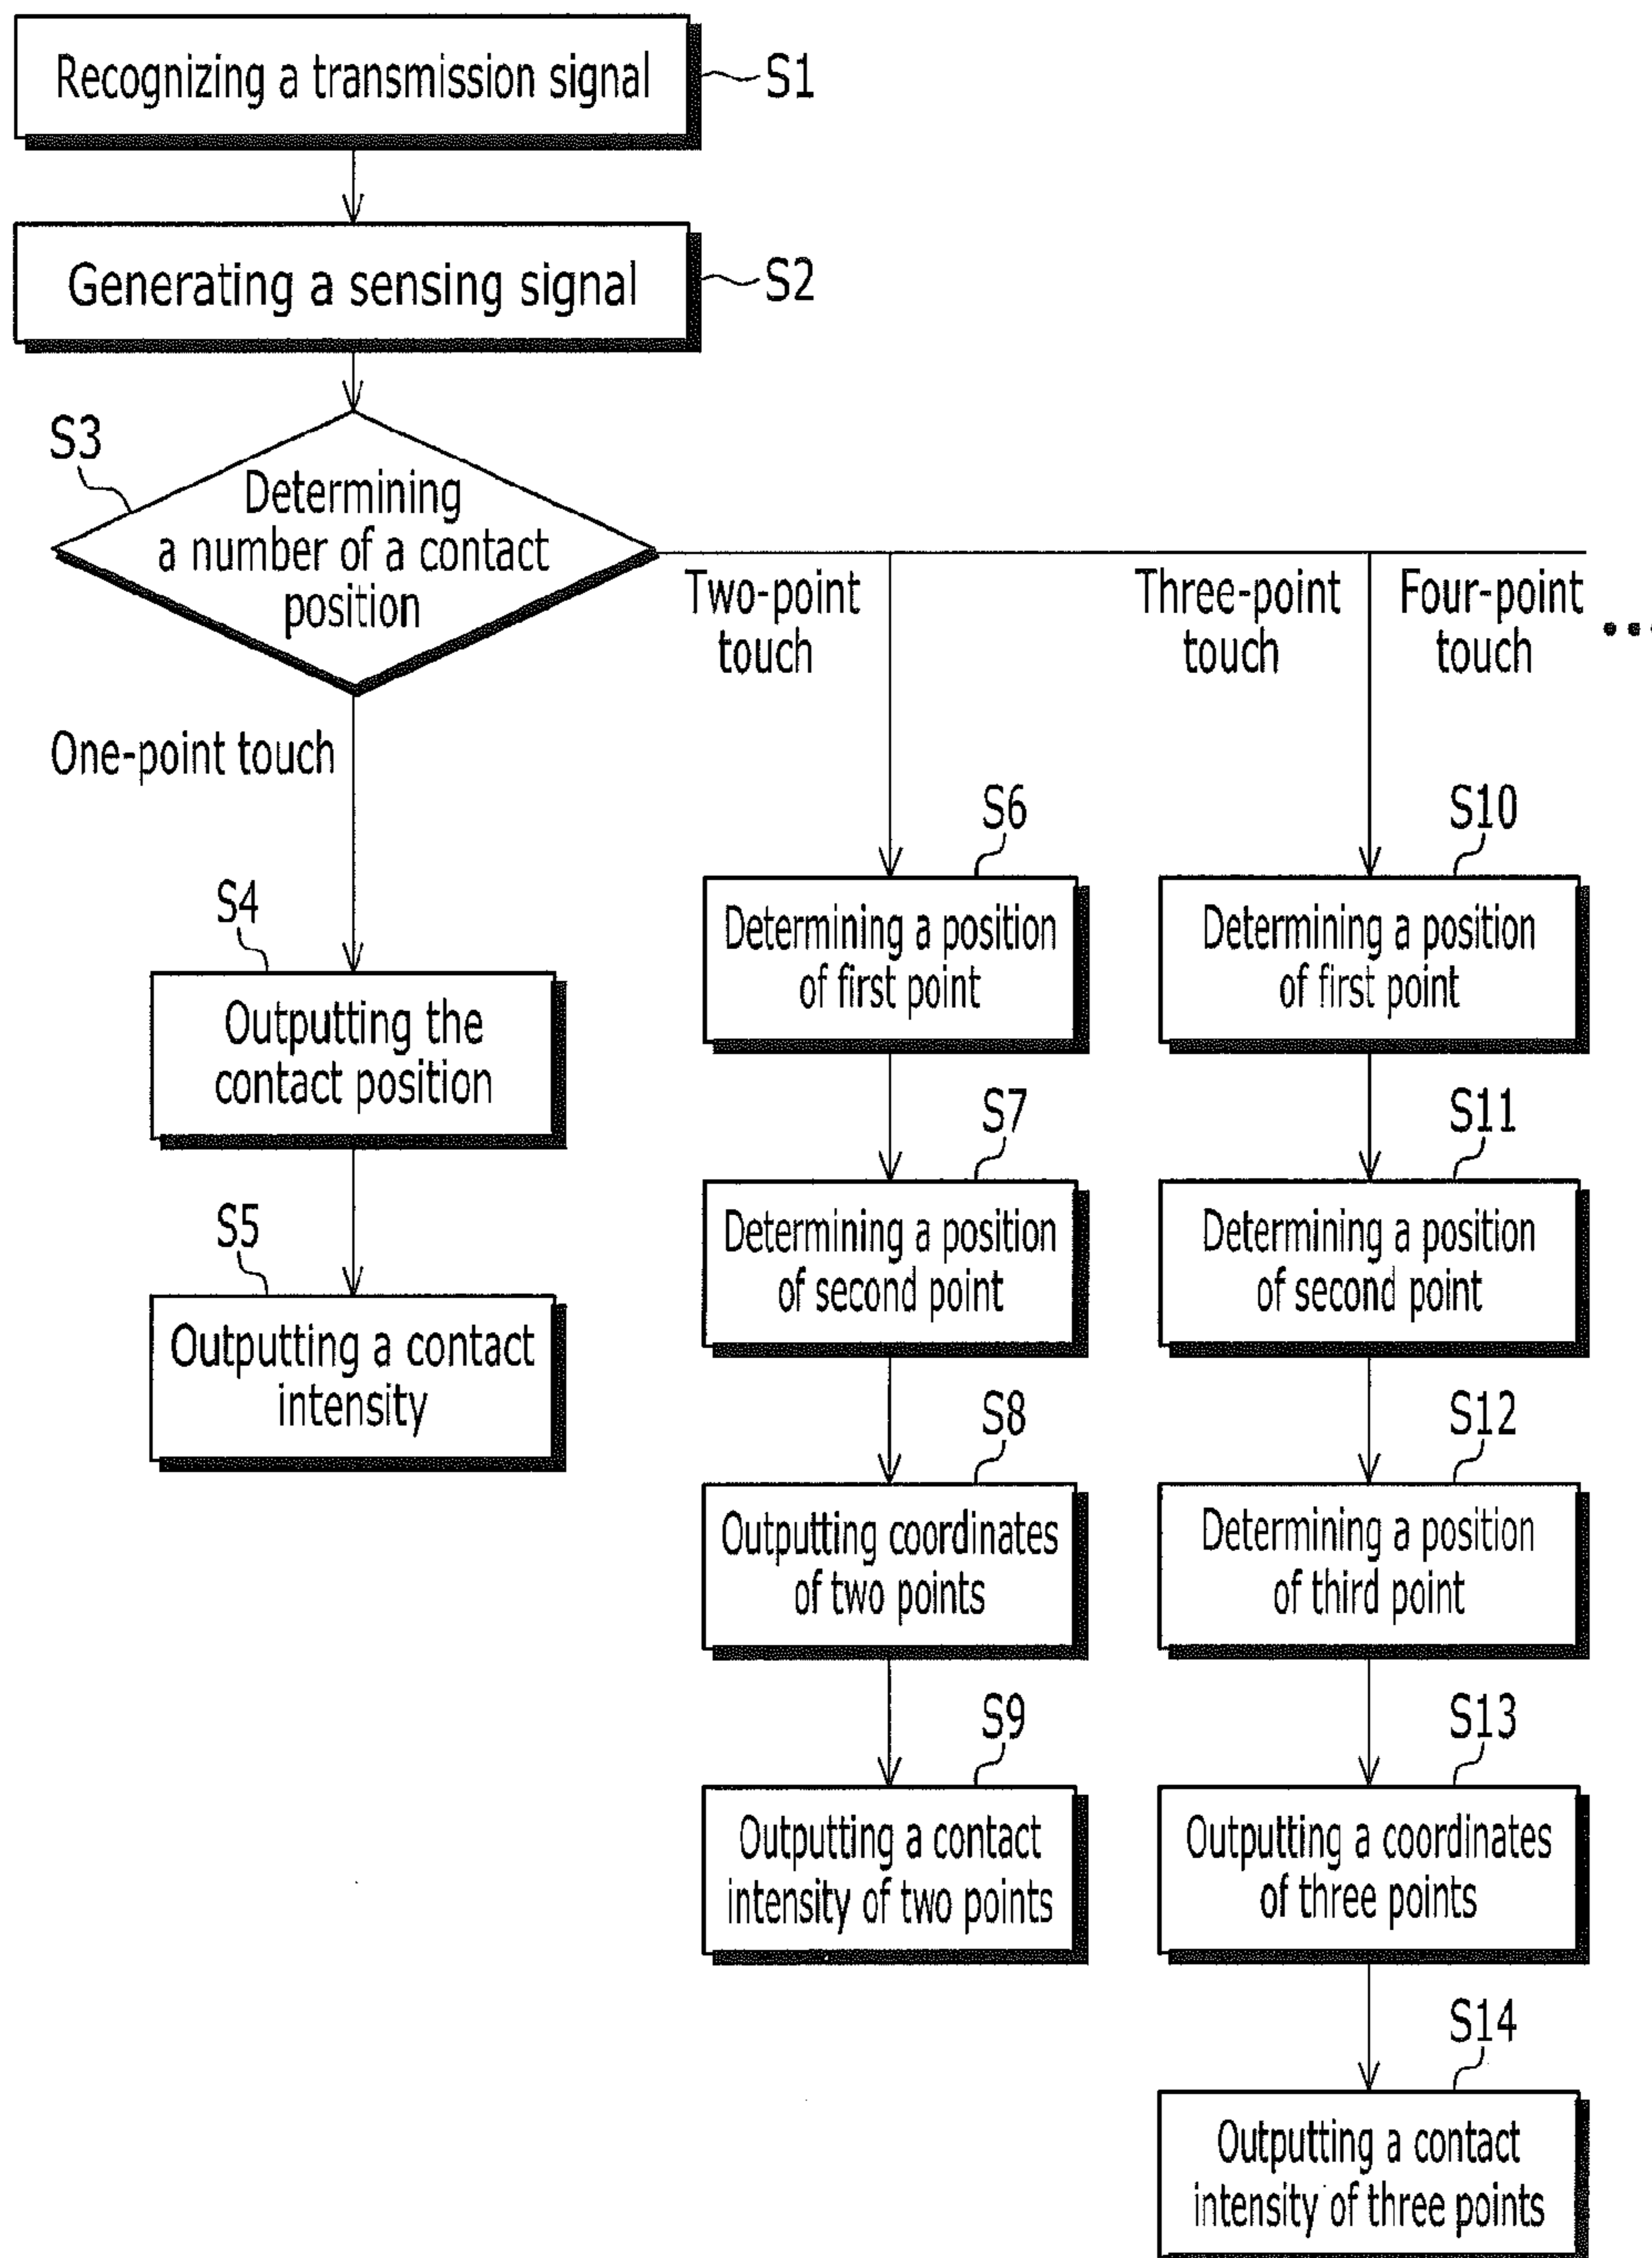 Recognizing a transmission signal
S1
Generating a sensing signal
S2
S3
Determining
a number of a contact
position
Two-point
touch
Three-point
touch
Four-point
touch
...
One-point touch
S4
Outputting the
contact position
S5
Outputting a contact
intensity
S6
Determining a position
of first point
S7
Determining a position
of second point
S8
Outputting coordinates
of two points
S9
Outputting a contact
intensity of two points
S10
Determining a position
of first point
S11
Determining a position
of second point
S12
Determining a position
of third point
S13
Outputting a coordinates
of three points
S14
Outputting a contact
intensity of three points